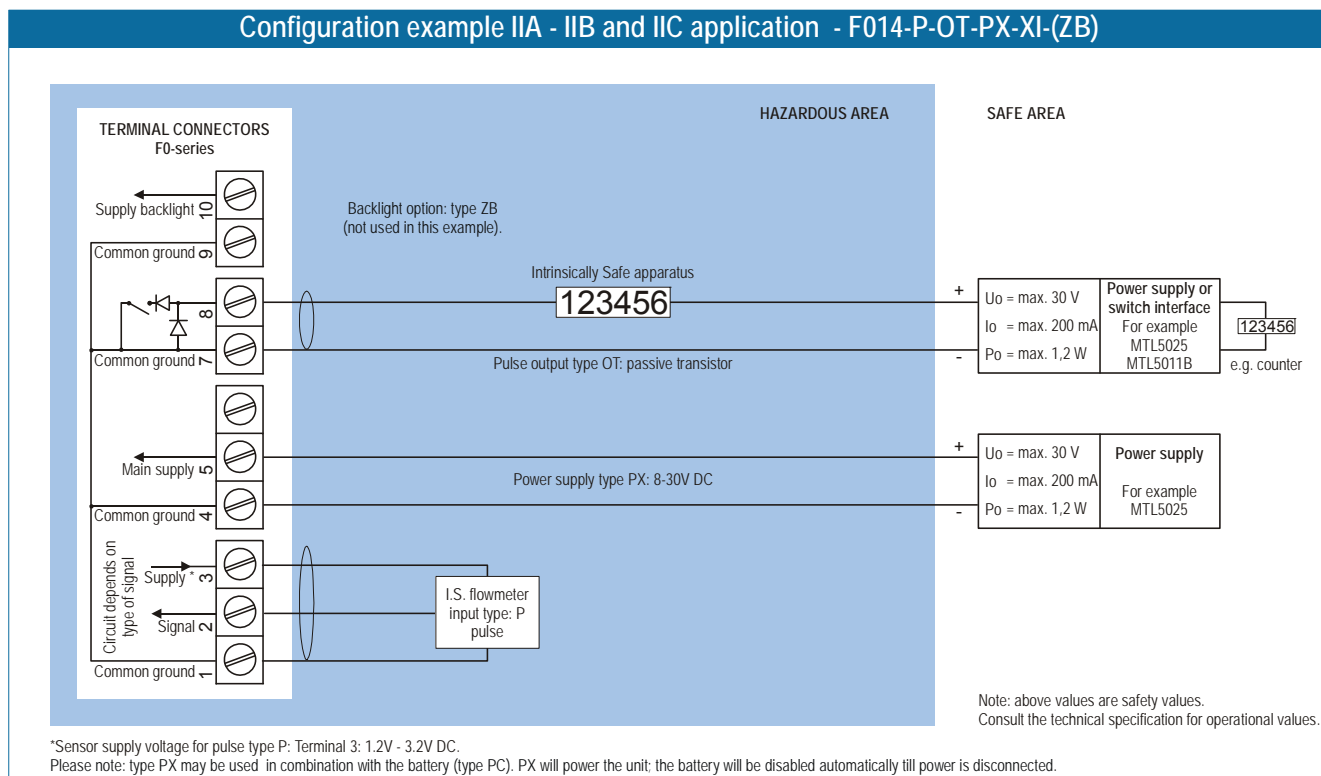 Configuration example IIA - IIB and IIC application - F014-P-OT-PX-XI-(ZB)
HAZARDOUS AREA
SAFE AREA
TERMINAL CONNECTORS
F0-series
Supply backlight 10
Common ground 9
Backlight option: type ZB
(not used in this example).
8
Common ground 7
Intrinsically Safe apparatus
123456
Pulse output type OT: passive transistor
+
-
Uo = max. 30 V
Io = max. 200 mA
Po = max. 1,2 W
Power supply or
switch interface
For example
MTL5025
MTL5011B
123456
e.g. counter
Main supply 5
Common ground 4
Power supply type PX: 8-30V DC
+
-
Uo = max. 30 V
Io = max. 200 mA
Po = max. 1,2 W
Power supply
For example
MTL5025
Circuit depends on
type of signal
Supply * 3
Signal 2
Common ground 1
I.S. flowmeter
input type: P
pulse
Note: above values are safety values.
Consult the technical specification for operational values.
*Sensor supply voltage for pulse type P: Terminal 3: 1.2V - 3.2V DC.
Please note: type PX may be used in combination with the battery (type PC). PX will power the unit; the battery will be disabled automatically till power is disconnected.